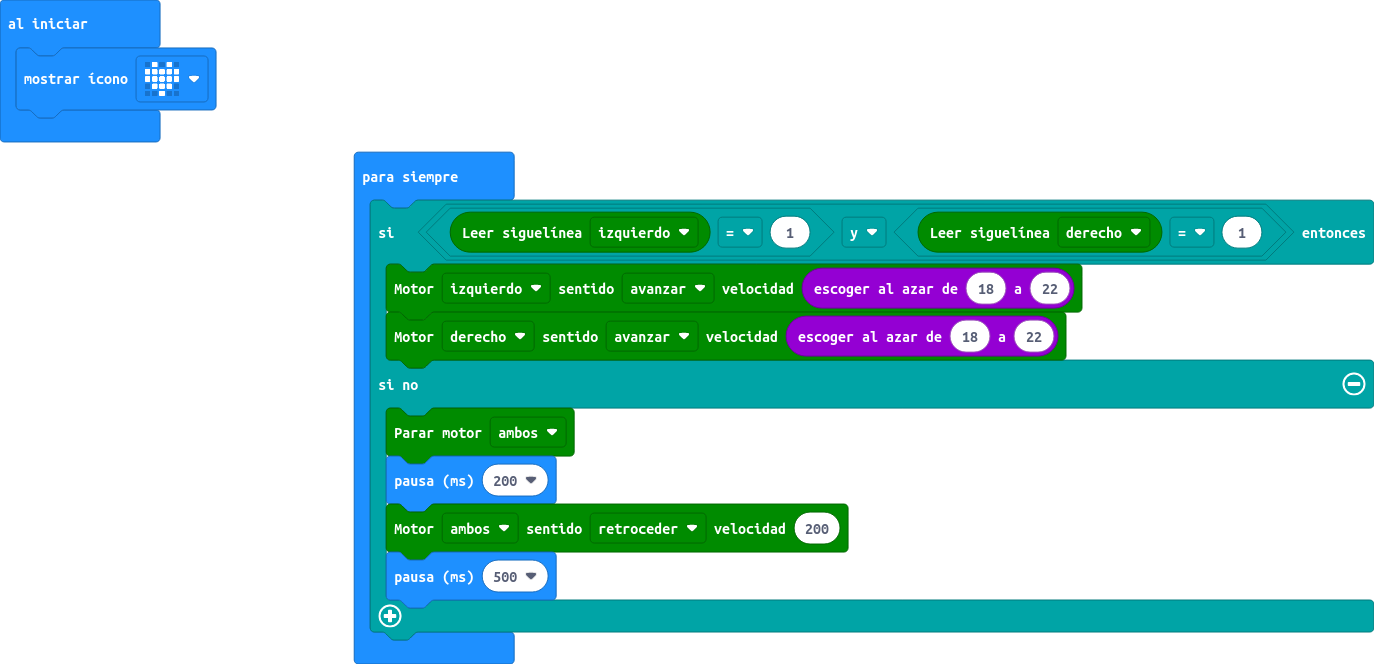 al iniciar
mostrar icono
para siempre
si Leer siguelínea izquierdo = 1 y Leer siguelínea derecho = 1 entonces
Motor izquierdo sentido avanzar velocidad escoger al azar de 18 a 22
Motor derecho sentido avanzar velocidad escoger al azar de 18 a 22
si no
Parar motor ambos
pausa (ms) 200
Motor ambos sentido retroceder velocidad 200
pausa (ms) 500